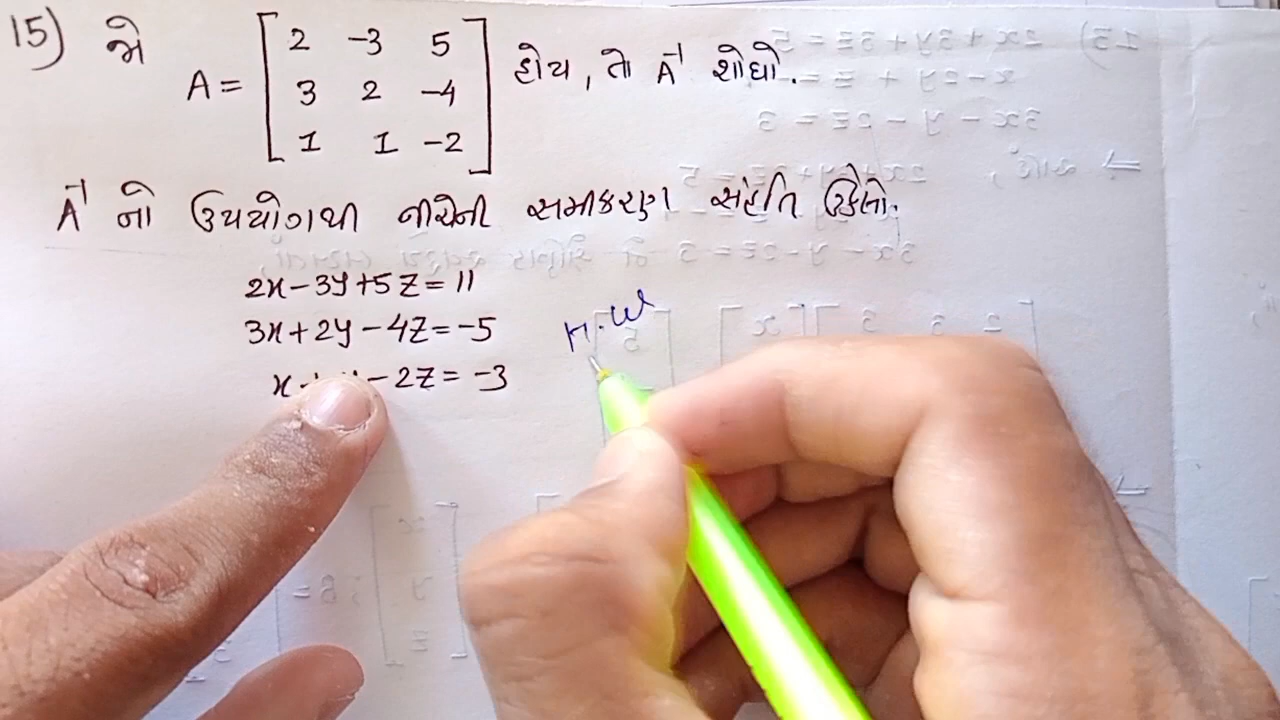 15) જો A = [ 2 -3 5 ] હોય, તો A⁻¹ શોધો.
[ 3 2 -4 ]
[ 1 1 -2 ]
A⁻¹ નો ઉપયોગથી નીચેની સમીકરણ સંહતિ ઉકેલો.
2x - 3y + 5z = 11
3x + 2y - 4z = -5
H.W
x - 2z = -3